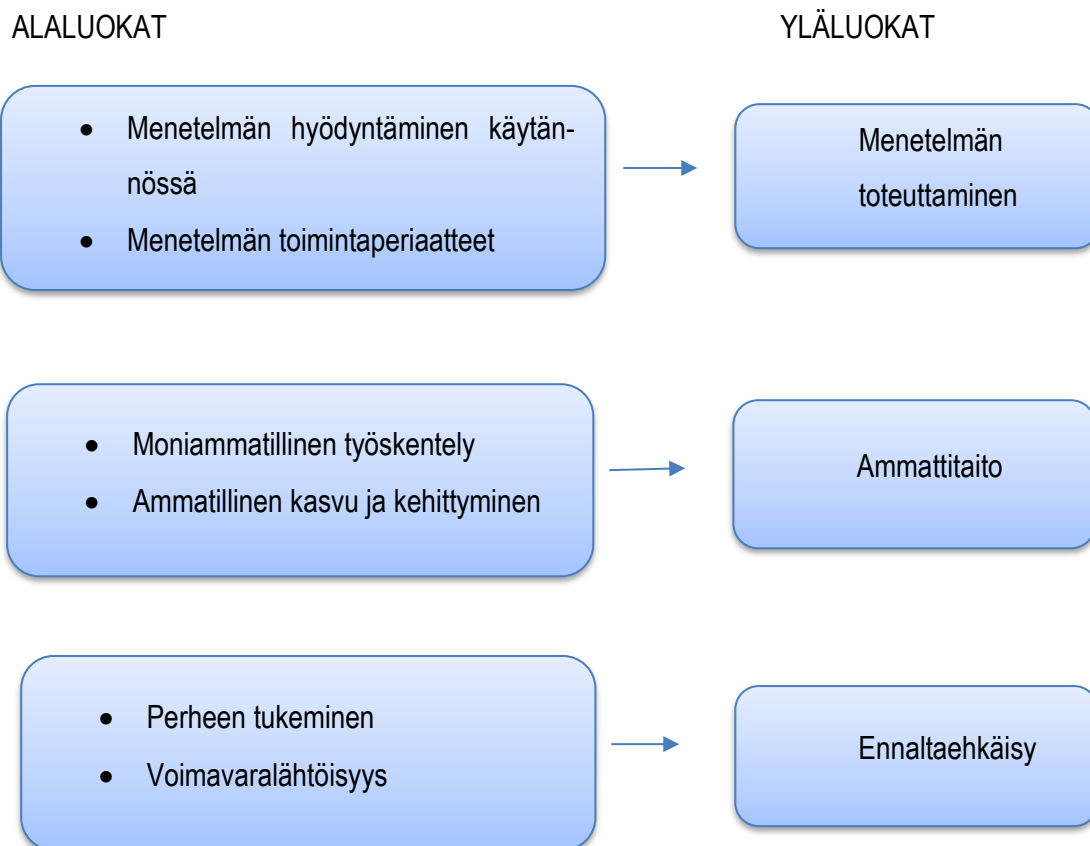 ALALUOKAT
YLÄLUOKAT
• Menetelmän hyödyntäminen käytän-
nössä
• Menetelmän toimintaperiaatteet
Menetelmän
toteuttaminen
• Moniammatillinen työskentely
• Ammatillinen kasvu ja kehittyminen
Ammattitaito
• Perheen tukeminen
• Voimavaralähtöisyys
Ennaltaehkäisy